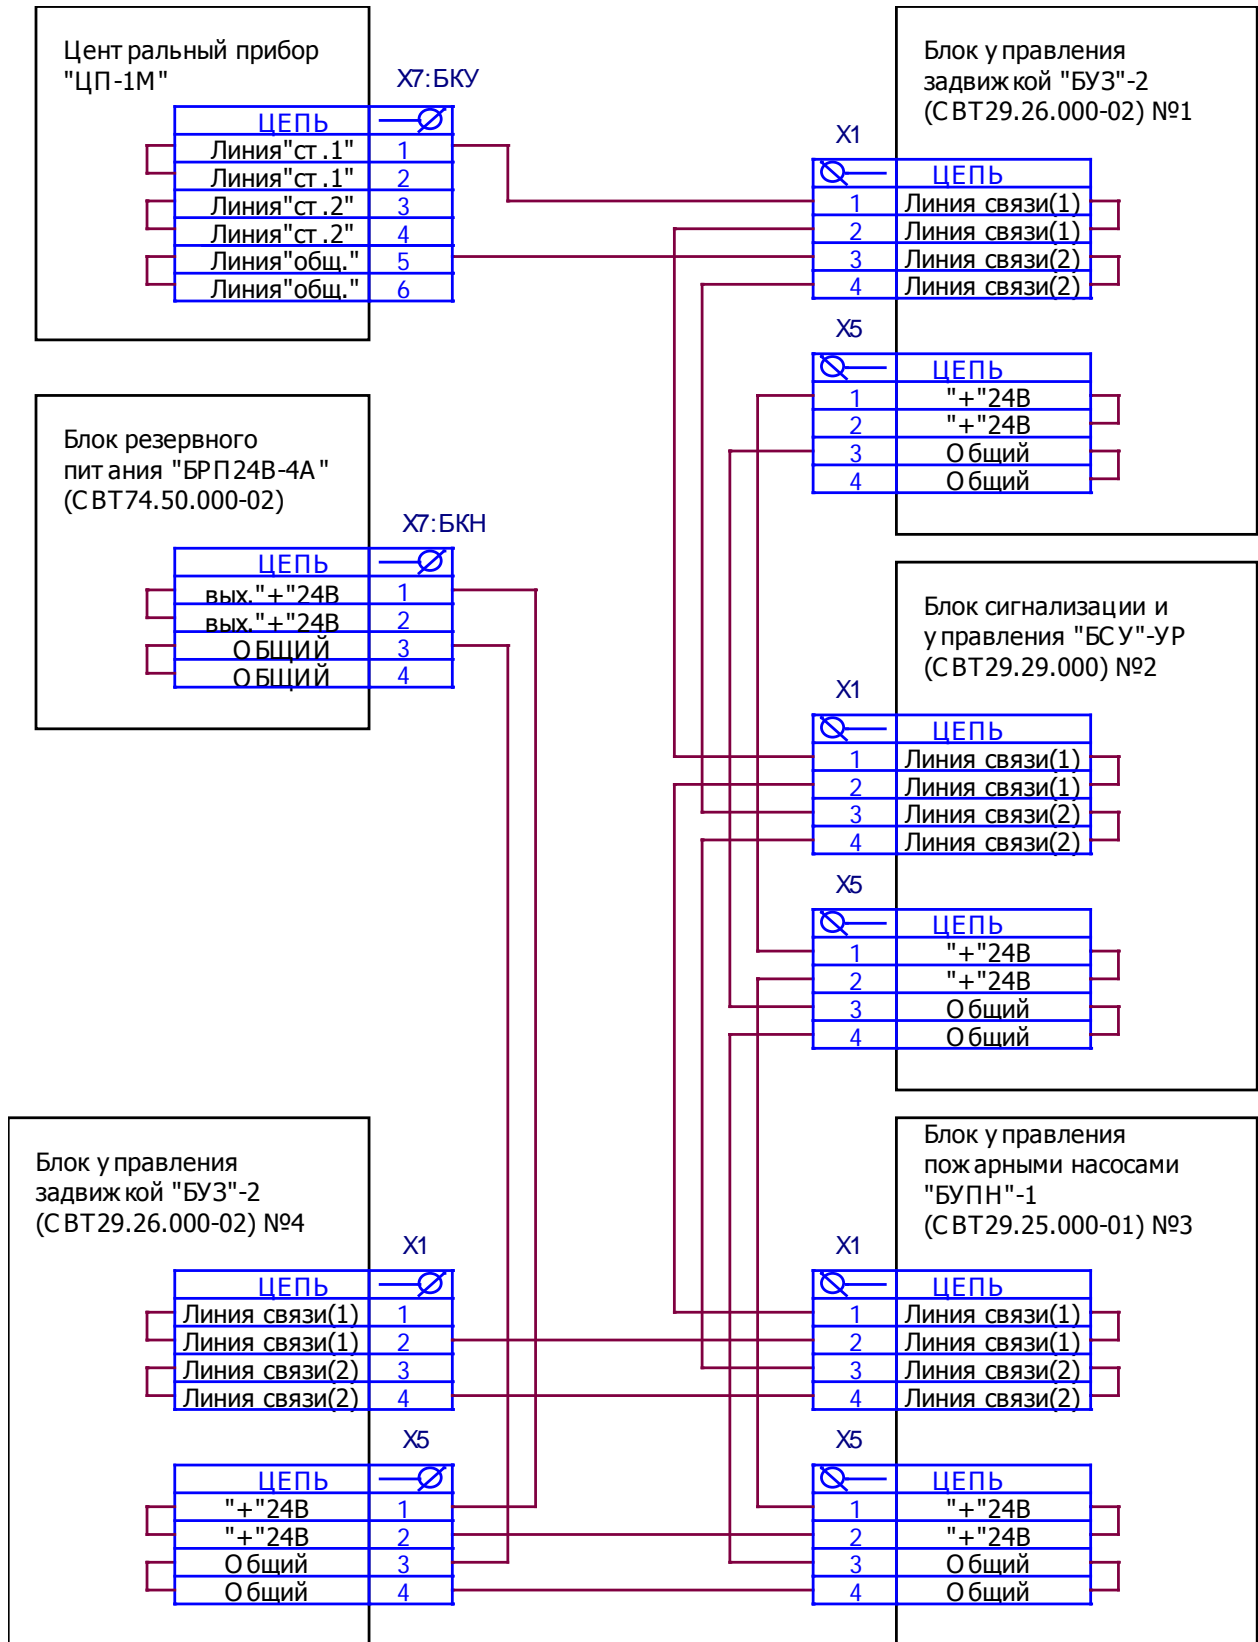 Центральный прибор
"ЦП-1М"
X7:БКУ
ЦЕПЬ
Линия"ст.1" 1
Линия"ст.1" 2
Линия"ст.2" 3
Линия"ст.2" 4
Линия"общ." 5
Линия"общ." 6
Блок управления
задвижкой "БУЗ"-2
(СВТ29.26.000-02) №1
X1
ЦЕПЬ
1 Линия связи(1)
2 Линия связи(1)
3 Линия связи(2)
4 Линия связи(2)
X5
ЦЕПЬ
1 "+"24В
2 "+"24В
3 Общий
4 Общий
Блок резервного
питания "БРП24В-4А"
(СВТ74.50.000-02)
X7:БКН
ЦЕПЬ
вых."+"24В 1
вых."+"24В 2
ОБЩИЙ 3
ОБЩИЙ 4
Блок сигнализации и
управления "БСУ"-УР
(СВТ29.29.000) №2
X1
ЦЕПЬ
1 Линия связи(1)
2 Линия связи(1)
3 Линия связи(2)
4 Линия связи(2)
X5
ЦЕПЬ
1 "+"24В
2 "+"24В
3 Общий
4 Общий
Блок управления
задвижкой "БУЗ"-2
(СВТ29.26.000-02) №4
X1
ЦЕПЬ
Линия связи(1) 1
Линия связи(1) 2
Линия связи(2) 3
Линия связи(2) 4
X5
ЦЕПЬ
"+"24В 1
"+"24В 2
Общий 3
Общий 4
Блок управления
пожарными насосами
"БУПН"-1
(СВТ29.25.000-01) №3
X1
ЦЕПЬ
1 Линия связи(1)
2 Линия связи(1)
3 Линия связи(2)
4 Линия связи(2)
X5
ЦЕПЬ
1 "+"24В
2 "+"24В
3 Общий
4 Общий